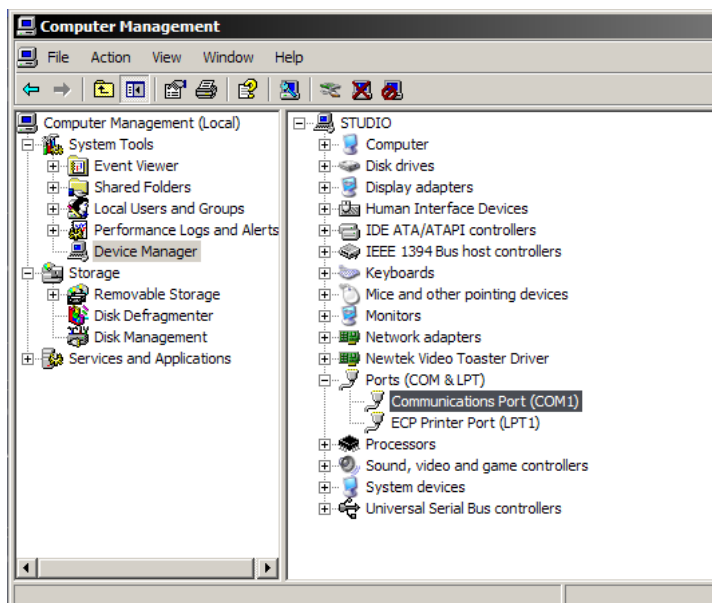 Computer Management
File Action View Window Help
Computer Management (Local)
System Tools
Event Viewer
Shared Folders
Local Users and Groups
Performance Logs and Alerts
Device Manager
Storage
Removable Storage
Disk Defragmenter
Disk Management
Services and Applications
STUDIO
Computer
Disk drives
Display adapters
Human Interface Devices
IDE ATA/ATAPI controllers
IEEE 1394 Bus host controllers
Keyboards
Mice and other pointing devices
Monitors
Network adapters
Newtek Video Toaster Driver
Ports (COM & LPT)
Communications Port (COM1)
ECP Printer Port (LPT1)
Processors
Sound, video and game controllers
System devices
Universal Serial Bus controllers